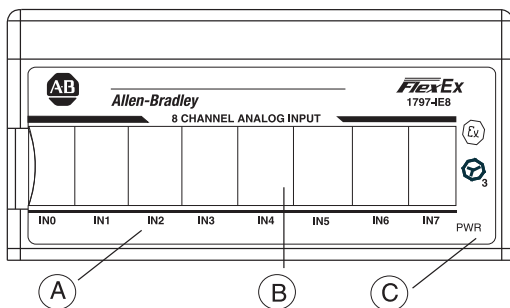 A·B
Allen-Bradley
FlexEx
1797-IE8
8 CHANNEL ANALOG INPUT
Ex
3
IN0 IN1 IN2 IN3 IN4 IN5 IN6 IN7
PWR
A B C